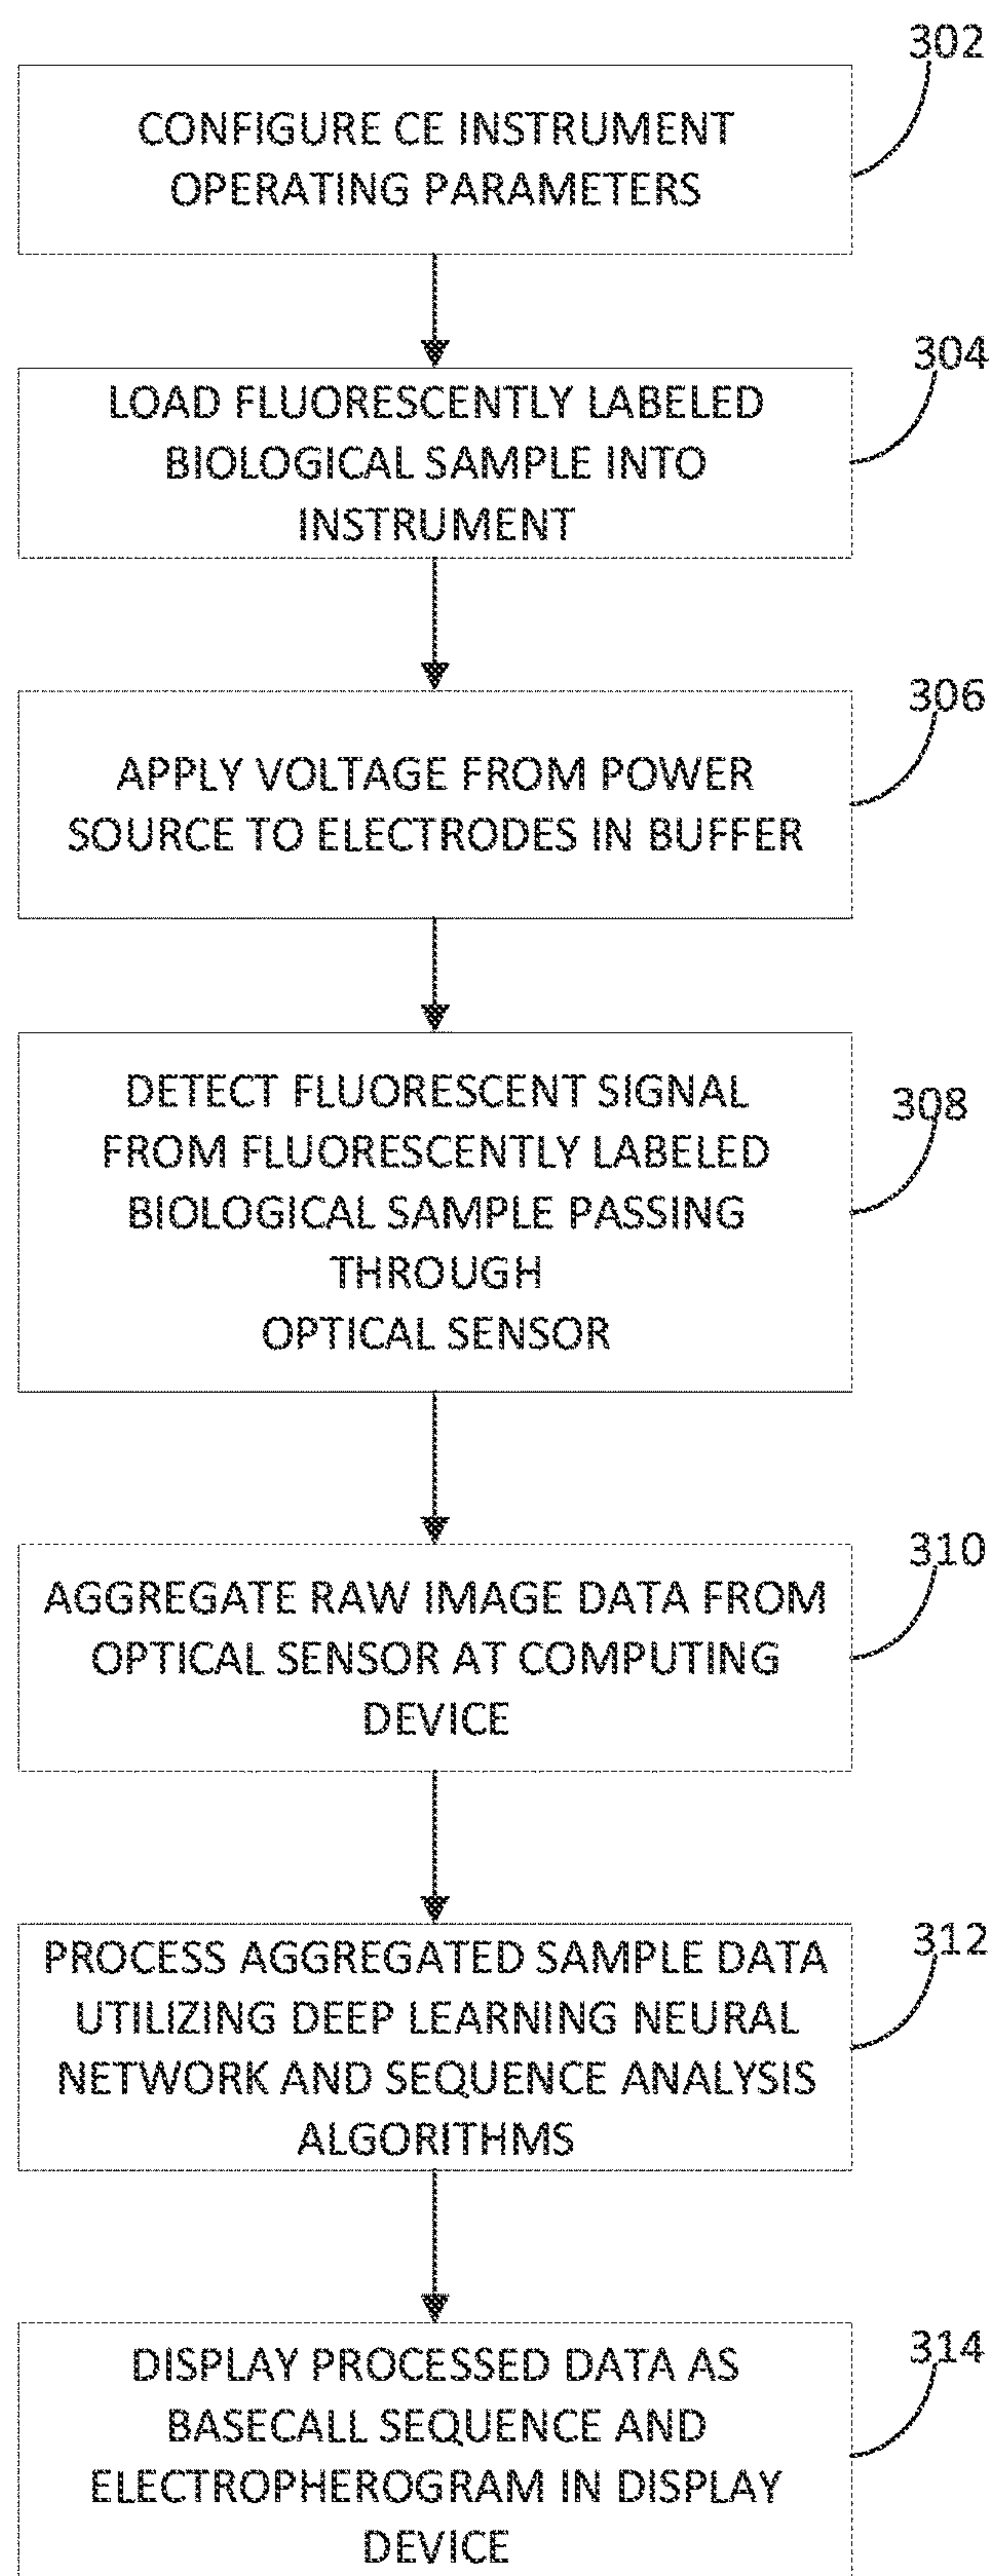 302
CONFIGURE CE INSTRUMENT
OPERATING PARAMETERS
304
LOAD FLUORESCENTLY LABELED
BIOLOGICAL SAMPLE INTO
INSTRUMENT
306
APPLY VOLTAGE FROM POWER
SOURCE TO ELECTRODES IN BUFFER
308
DETECT FLUORESCENT SIGNAL
FROM FLUORESCENTLY LABELED
BIOLOGICAL SAMPLE PASSING
THROUGH
OPTICAL SENSOR
310
AGGREGATE RAW IMAGE DATA FROM
OPTICAL SENSOR AT COMPUTING
DEVICE
312
PROCESS AGGREGATED SAMPLE DATA
UTILIZING DEEP LEARNING NEURAL
NETWORK AND SEQUENCE ANALYSIS
ALGORITHMS
314
DISPLAY PROCESSED DATA AS
BASECALL SEQUENCE AND
ELECTROPHEROGRAM IN DISPLAY
DEVICE